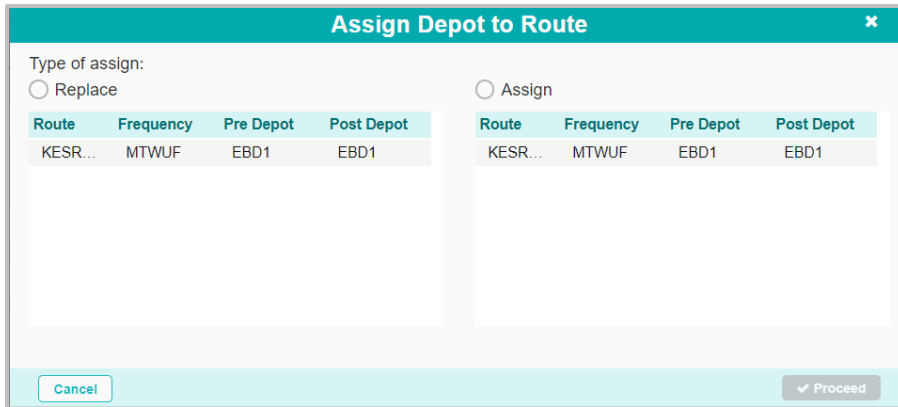 Assign Depot to Route
Type of assign:
Replace
Assign
Route Frequency Pre Depot Post Depot
KESR... MTWUF EBD1 EBD1
Route Frequency Pre Depot Post Depot
KESR... MTWUF EBD1 EBD1
Cancel
Proceed